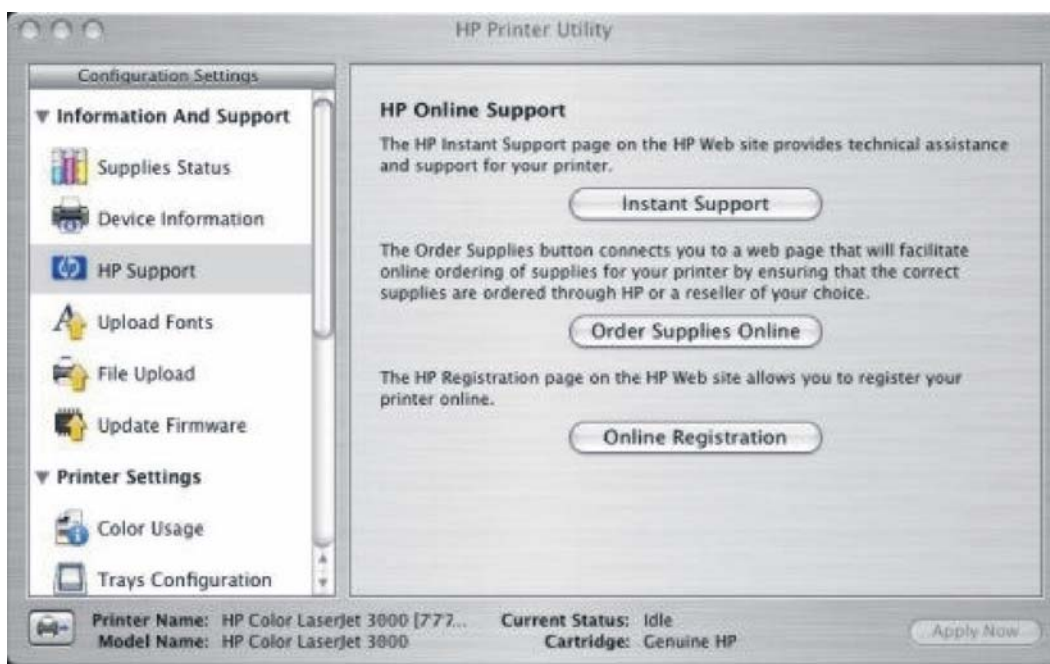 HP Printer Utility
Configuration Settings
Information And Support
Supplies Status
Device Information
HP Support
Upload Fonts
File Upload
Update Firmware
Printer Settings
Color Usage
Trays Configuration
HP Online Support
The HP Instant Support page on the HP Web site provides technical assistance
and support for your printer.
Instant Support
The Order Supplies button connects you to a web page that will facilitate
online ordering of supplies for your printer by ensuring that the correct
supplies are ordered through HP or a reseller of your choice.
Order Supplies Online
The HP Registration page on the HP Web site allows you to register your
printer online.
Online Registration
Printer Name: HP Color LaserJet 3000 [777...
Model Name: HP Color LaserJet 3000
Current Status: Idle
Cartridge: Genuine HP
Apply Now